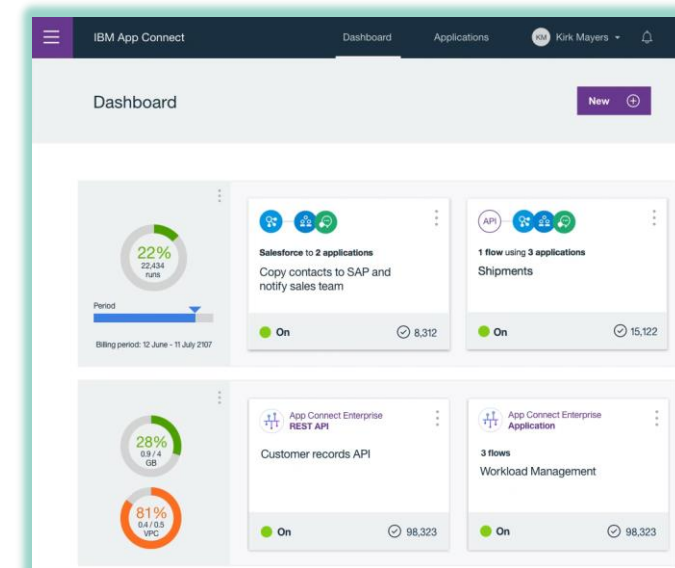 IBM App Connect
Dashboard
Applications
KM
Kirk Mayers
Dashboard
New
22%
22,434
runs
Period
Billing period: 12 June - 11 July 2107
Salesforce to 2 applications
Copy contacts to SAP and
notify sales team
On
8,312
API
1 flow using 3 applications
Shipments
On
15,122
28%
0.9 / 4
GB
81%
0.4 / 0.5
VPC
App Connect Enterprise
REST API
Customer records API
On
98,323
App Connect Enterprise
Application
3 flows
Workload Management
On
98,323